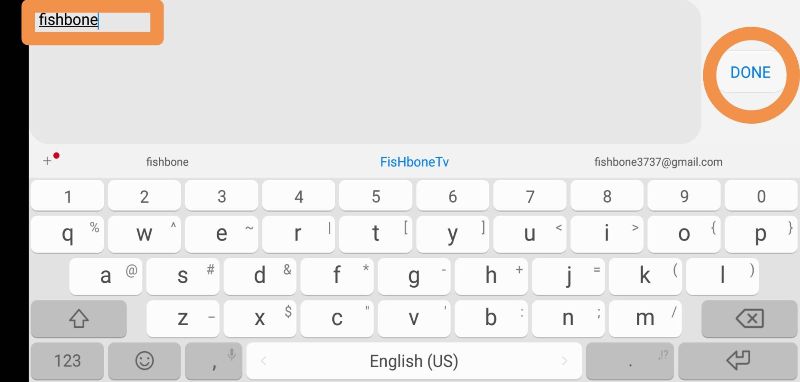 fishbone
DONE
+ fishbone FisHboneTv fishbone3737@gmail.com
1 2 3 4 5 6 7 8 9 0
q % w ^ e ~ r | t [ y ] u < i > o { p }
a @ s # d & f * g - h + j = k ( l )
z _ x $ c " v ' b : n ; m /
123 , < English (US) > . ,!?